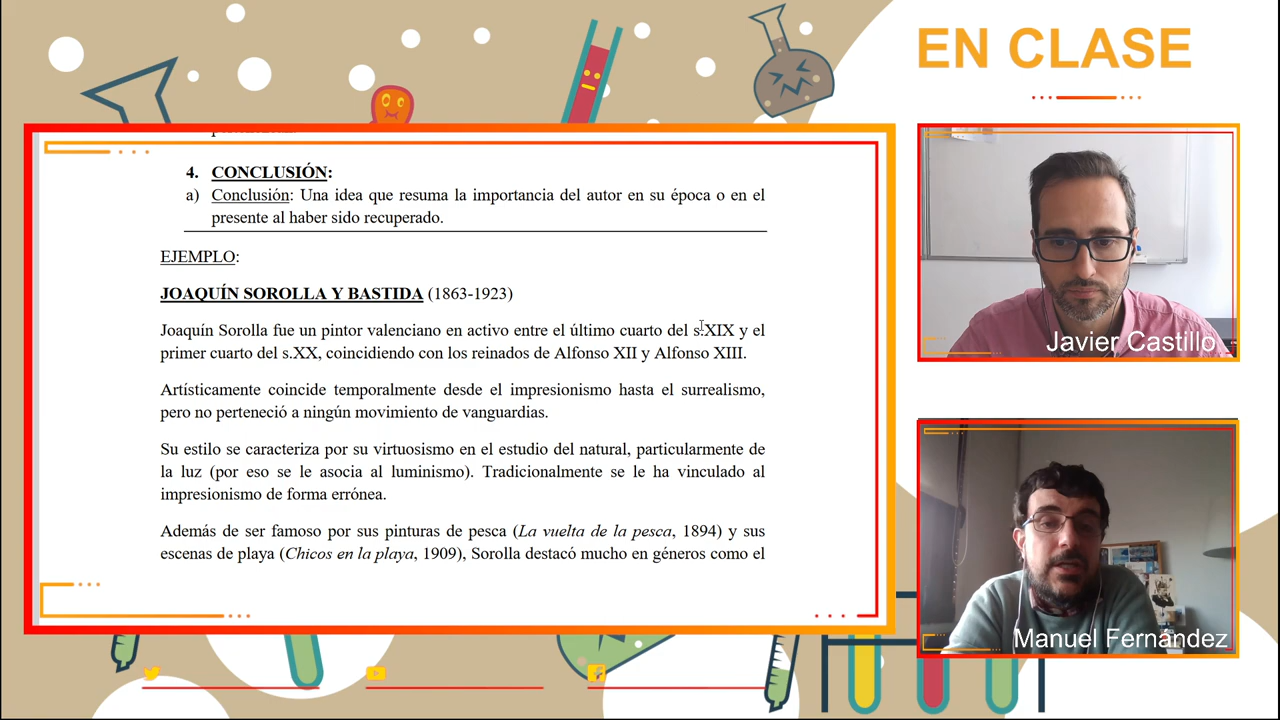 EN CLASE
4. CONCLUSIÓN:
a) Conclusión: Una idea que resuma la importancia del autor en su época o en el
presente al haber sido recuperado.
EJEMPLO:
JOAQUÍN SOROLLA Y BASTIDA (1863-1923)
Joaquín Sorolla fue un pintor valenciano en activo entre el último cuarto del s.XIX y el
primer cuarto del s.XX, coincidiendo con los reinados de Alfonso XII y Alfonso XIII.
Artísticamente coincide temporalmente desde el impresionismo hasta el surrealismo,
pero no perteneció a ningún movimiento de vanguardias.
Su estilo se caracteriza por su virtuosismo en el estudio del natural, particularmente de
la luz (por eso se le asocia al luminismo). Tradicionalmente se le ha vinculado al
impresionismo de forma errónea.
Además de ser famoso por sus pinturas de pesca (La vuelta de la pesca, 1894) y sus
escenas de playa (Chicos en la playa, 1909), Sorolla destacó mucho en géneros como el
Javier Castillo
Manuel Fernández